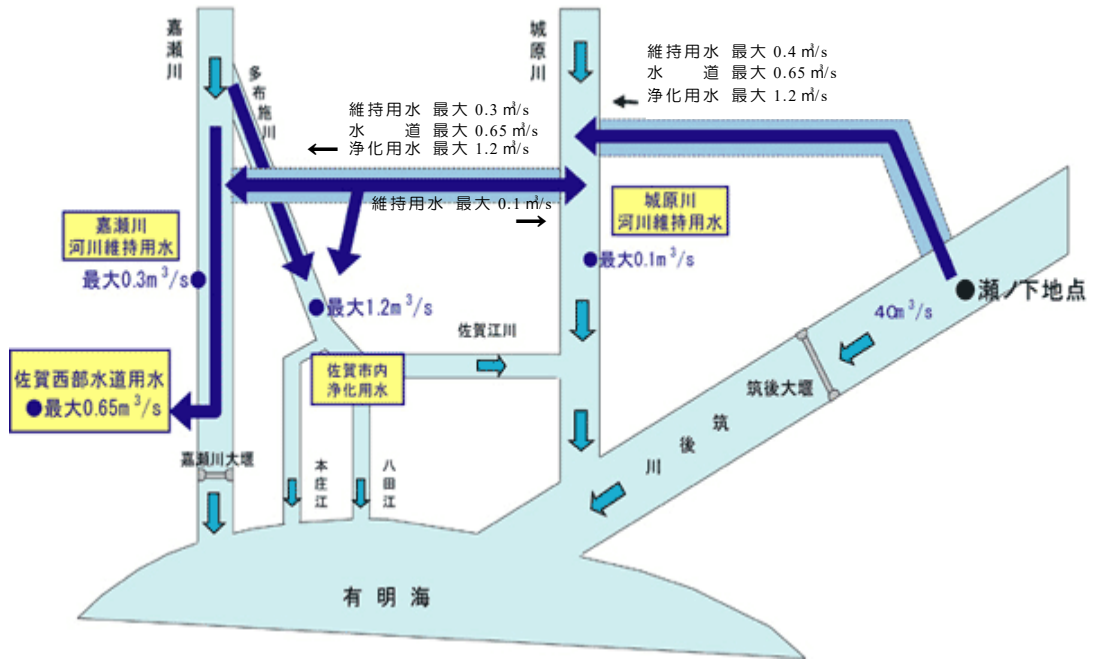 嘉瀬川
城原川
多布施川
維持用水 最大 0.4 ㎥/s
水　　道 最大 0.65 ㎥/s
浄化用水 最大 1.2 ㎥/s
←
維持用水 最大 0.3 ㎥/s
水　　道 最大 0.65 ㎥/s
← 浄化用水 最大 1.2 ㎥/s
維持用水 最大 0.1 ㎥/s
→
嘉瀬川
河川維持用水
最大0.3m³/s
城原川
河川維持用水
最大0.1m³/s
瀬ノ下地点
40m³/s
最大1.2m³/s
佐賀江川
筑後大堰
佐賀西部水道用水
最大0.65m³/s
佐賀市内
浄化用水
筑後川
嘉瀬川大堰
本庄江
八田江
有明海